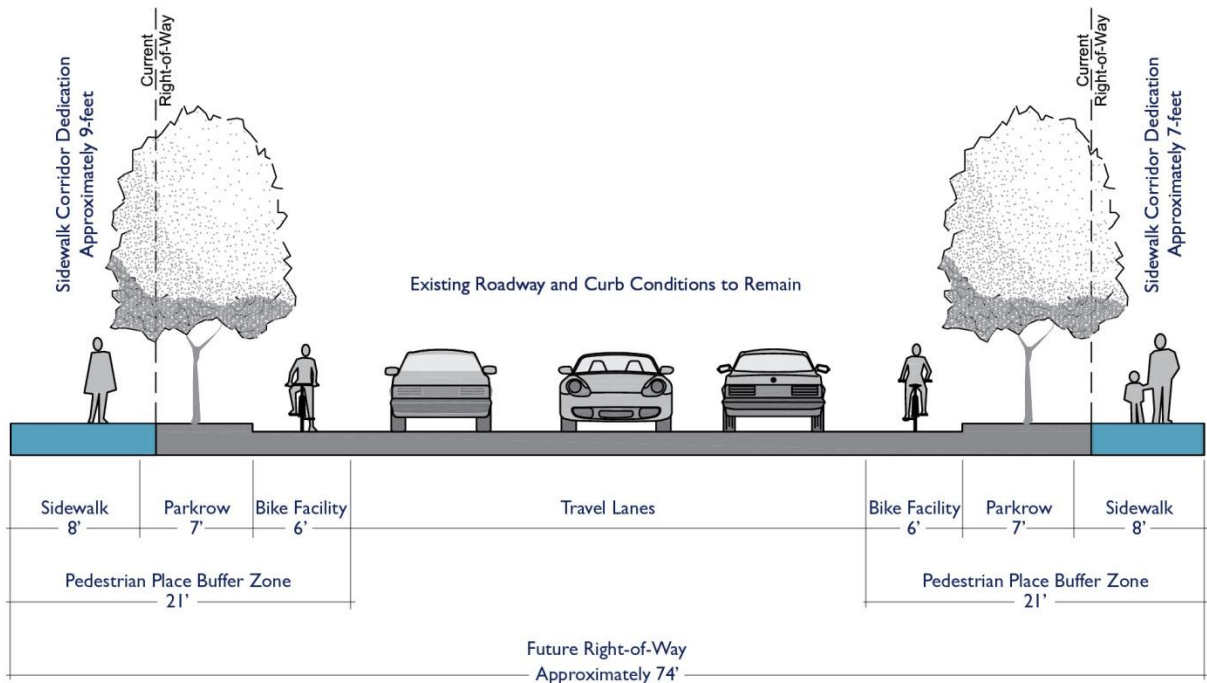 Sidewalk Corridor Dedication
Approximately 9-feet
Current
Right-of-Way
Current
Right-of-Way
Sidewalk Corridor Dedication
Approximately 7-feet
Existing Roadway and Curb Conditions to Remain
Sidewalk
8'
Parkrow
7'
Bike Facility
6'
Travel Lanes
Bike Facility
6'
Parkrow
7'
Sidewalk
8'
Pedestrian Place Buffer Zone
21'
Pedestrian Place Buffer Zone
21'
Future Right-of-Way
Approximately 74'